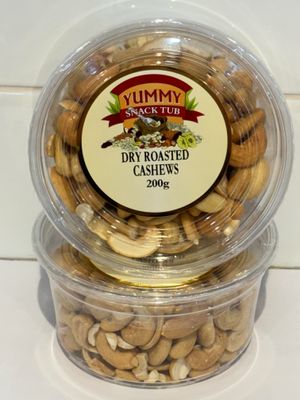 YUMMY
SNACK TUB
DRY ROASTED
CASHEWS
200g